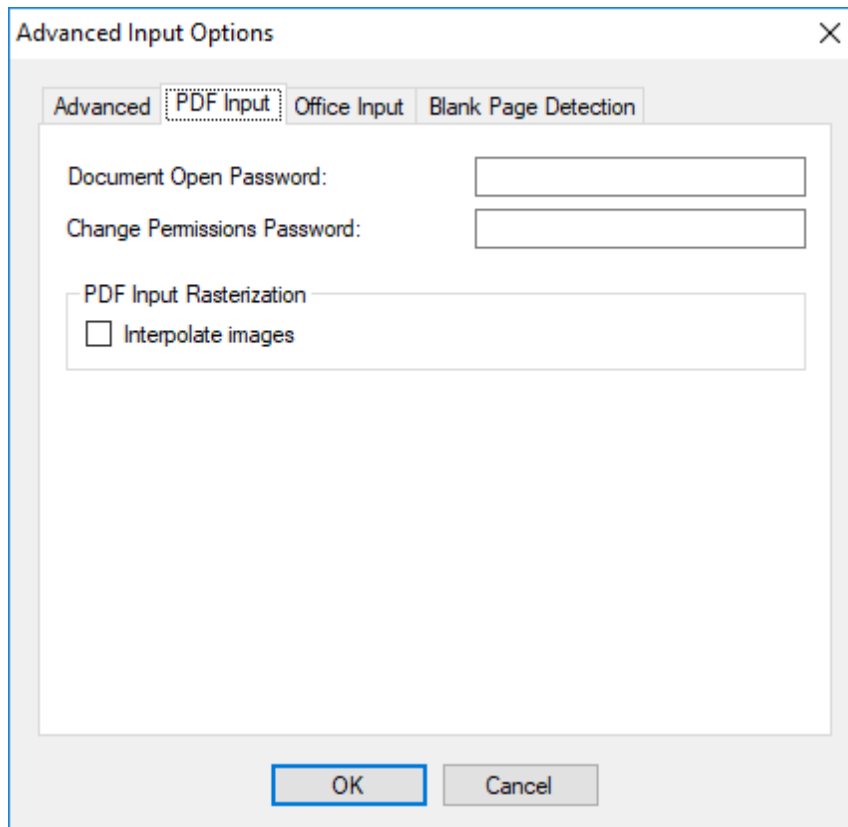 Advanced Input Options
Advanced PDF Input Office Input Blank Page Detection
Document Open Password:
Change Permissions Password:
PDF Input Rasterization
Interpolate images
OK Cancel